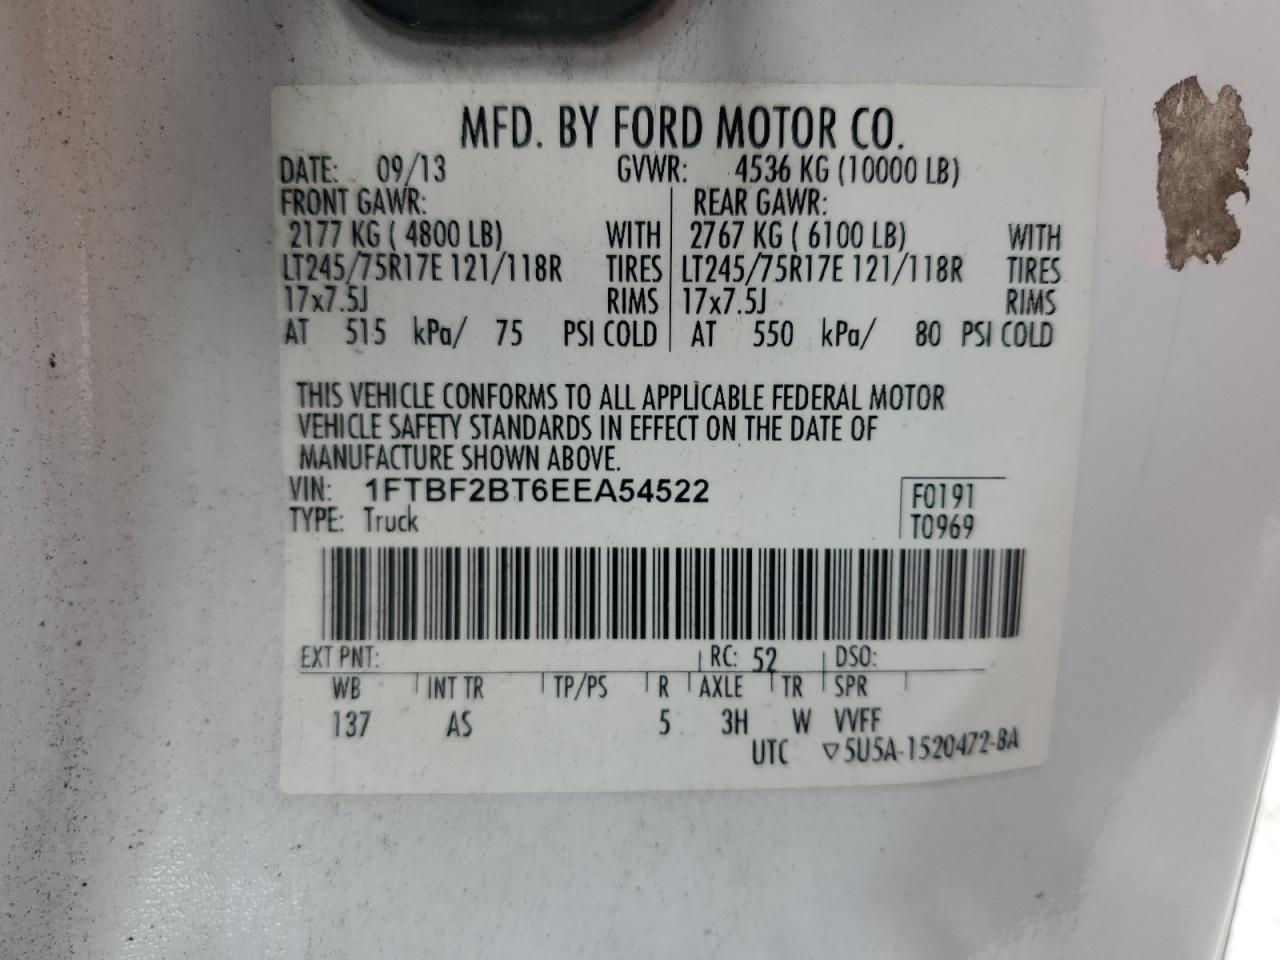 MFD. BY FORD MOTOR CO.
DATE: 09/13 GVWR: 4536 KG (10000 LB)
FRONT GAWR: REAR GAWR:
2177 KG ( 4800 LB) WITH 2767 KG ( 6100 LB) WITH
LT245/75R17E 121/118R TIRES LT245/75R17E 121/118R TIRES
17x7.5J RIMS 17x7.5J RIMS
AT 515 kPa/ 75 PSI COLD AT 550 kPa/ 80 PSI COLD
THIS VEHICLE CONFORMS TO ALL APPLICABLE FEDERAL MOTOR
VEHICLE SAFETY STANDARDS IN EFFECT ON THE DATE OF
MANUFACTURE SHOWN ABOVE.
VIN: 1FTBF2BT6EEA54522 F0191
TYPE: Truck T0969
EXT PNT: RC: 52 DSO:
WB INT TR TP/PS R AXLE TR SPR
137 AS 5 3H W VVFF
UTC ▽5U5A-1520472-BA